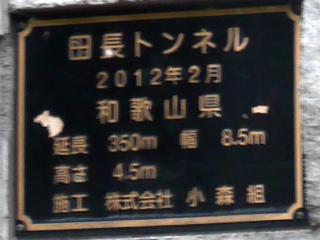 田長トンネル
2012年2月
和歌山県
延長 350m 幅 8.5m
高さ 4.5m
施工 株式会社 小森組